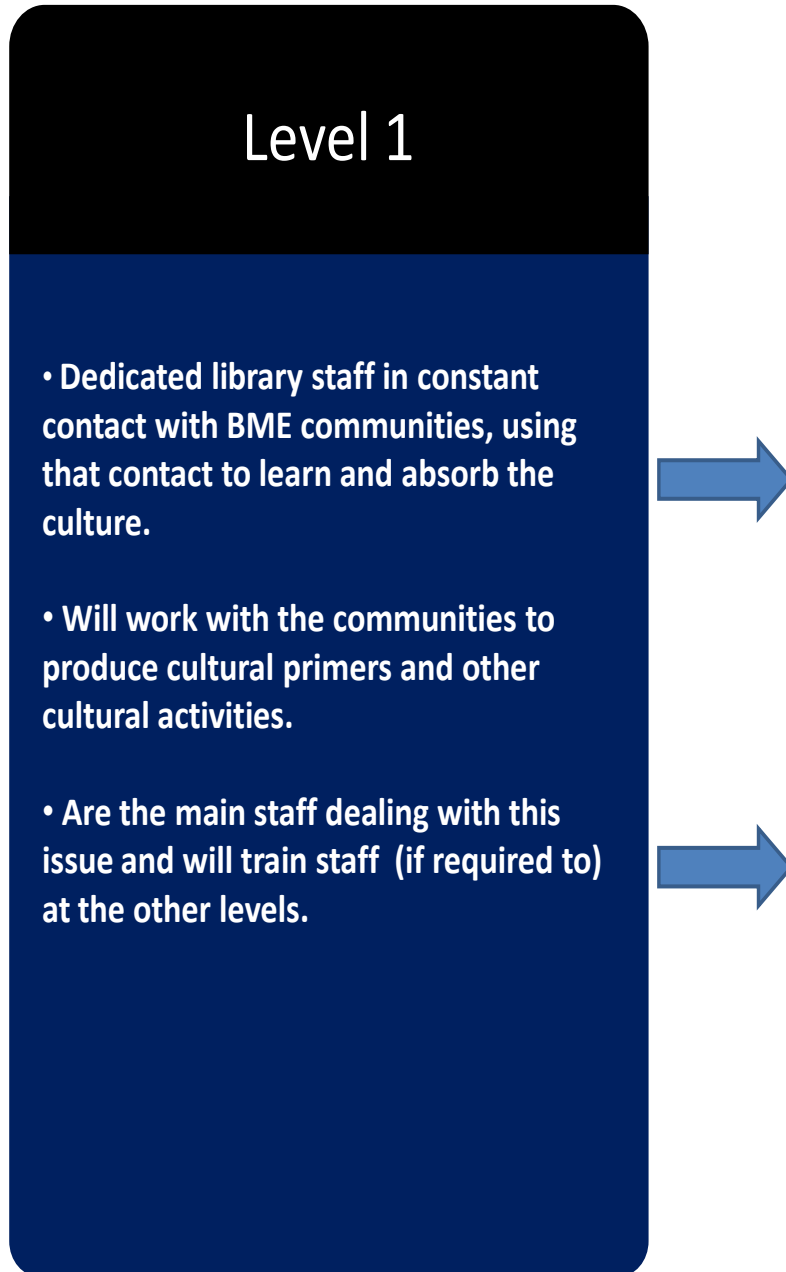 Level 1
• Dedicated library staff in constant
contact with BME communities, using
that contact to learn and absorb the
culture.
• Will work with the communities to
produce cultural primers and other
cultural activities.
• Are the main staff dealing with this
issue and will train staff  (if required to)
at the other levels.